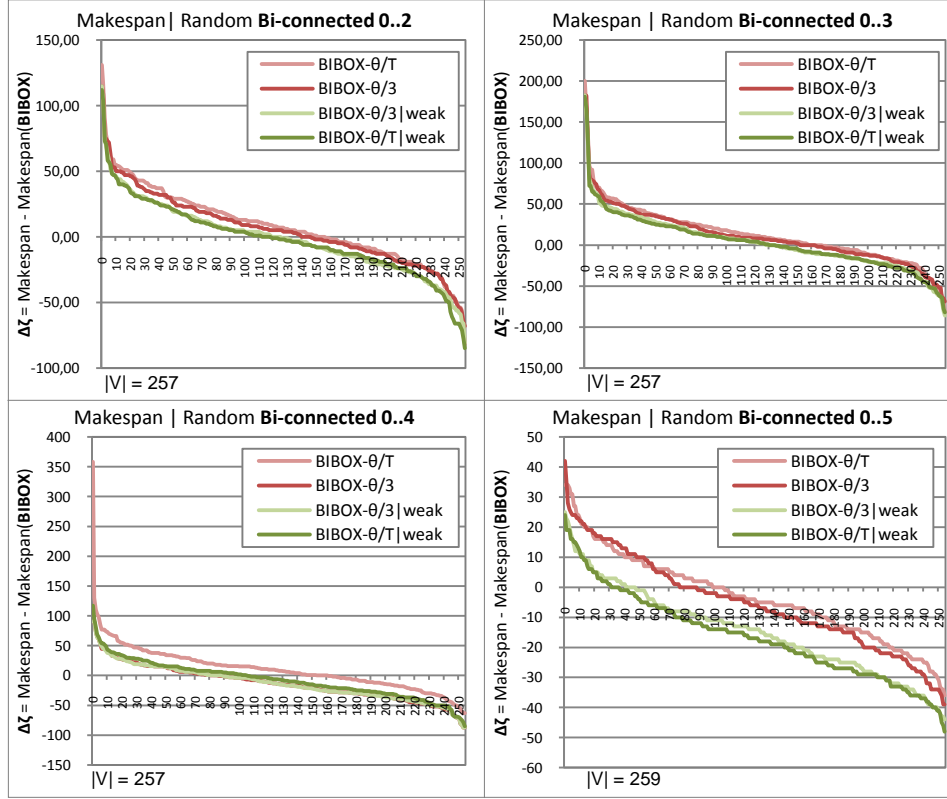 Makespan| Random Bi-connected 0..2
Δζ = Makespan - Makespan(BIBOX)
150,00
100,00
50,00
0,00
-50,00
-100,00
0 10 20 30 40 50 60 70 80 90 100 110 120 130 140 150 160 170 180 190 200 210 220 230 240 250
BIBOX-θ/T
BIBOX-θ/3
BIBOX-θ/3|weak
BIBOX-θ/T|weak
|V| = 257
Makespan | Random Bi-connected 0..3
Δζ = Makespan - Makespan(BIBOX)
250,00
200,00
150,00
100,00
50,00
0,00
-50,00
-100,00
-150,00
0 10 20 30 40 50 60 70 80 90 100 110 120 130 140 150 160 170 180 190 200 210 220 230 240 250
BIBOX-θ/T
BIBOX-θ/3
BIBOX-θ/3|weak
BIBOX-θ/T|weak
|V| = 257
Makespan | Random Bi-connected 0..4
Δζ = Makespan - Makespan(BIBOX)
400
350
300
250
200
150
100
50
0
-50
-100
-150
0 10 20 30 40 50 60 70 80 90 100 110 120 130 140 150 160 170 180 190 200 210 220 230 240 250
BIBOX-θ/T
BIBOX-θ/3
BIBOX-θ/3|weak
BIBOX-θ/T|weak
|V| = 257
Makespan | Random Bi-connected 0..5
Δζ = Makespan - Makespan(BIBOX)
50
40
30
20
10
0
-10
-20
-30
-40
-50
-60
0 10 20 30 40 50 60 70 80 90 100 110 120 130 140 150 160 170 180 190 200 210 220 230 240 250
BIBOX-θ/T
BIBOX-θ/3
BIBOX-θ/3|weak
BIBOX-θ/T|weak
|V| = 259